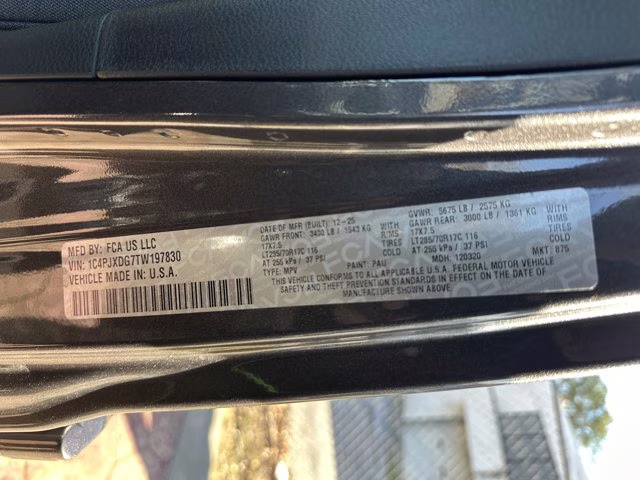 MFD BY: FCA US LLC
VIN: 1C4PJXDG7TW197830
VEHICLE MADE IN U.S.A.
DATE OF MFR (BUILT): 12-25
GAWR FRONT: 3400 LB / 1543 KG WITH
17X7.5 RIMS
LT285/70R17C 116 TIRES
AT 255 kPa / 37 PSI COLD
TYPE: MPV PAINT: PAU
GVWR: 5675 LB / 2575 KG
GAWR REAR: 3000 LB / 1361 KG WITH
17X7.5 RIMS
LT285/70R17C 116 TIRES
AT 255 kPa / 37 PSI COLD
MDH: 120320 MKT: 875
THIS VEHICLE CONFORMS TO ALL APPLICABLE U.S.A. FEDERAL MOTOR VEHICLE
SAFETY AND THEFT PREVENTION STANDARDS IN EFFECT ON THE DATE OF
MANUFACTURE SHOWN ABOVE.